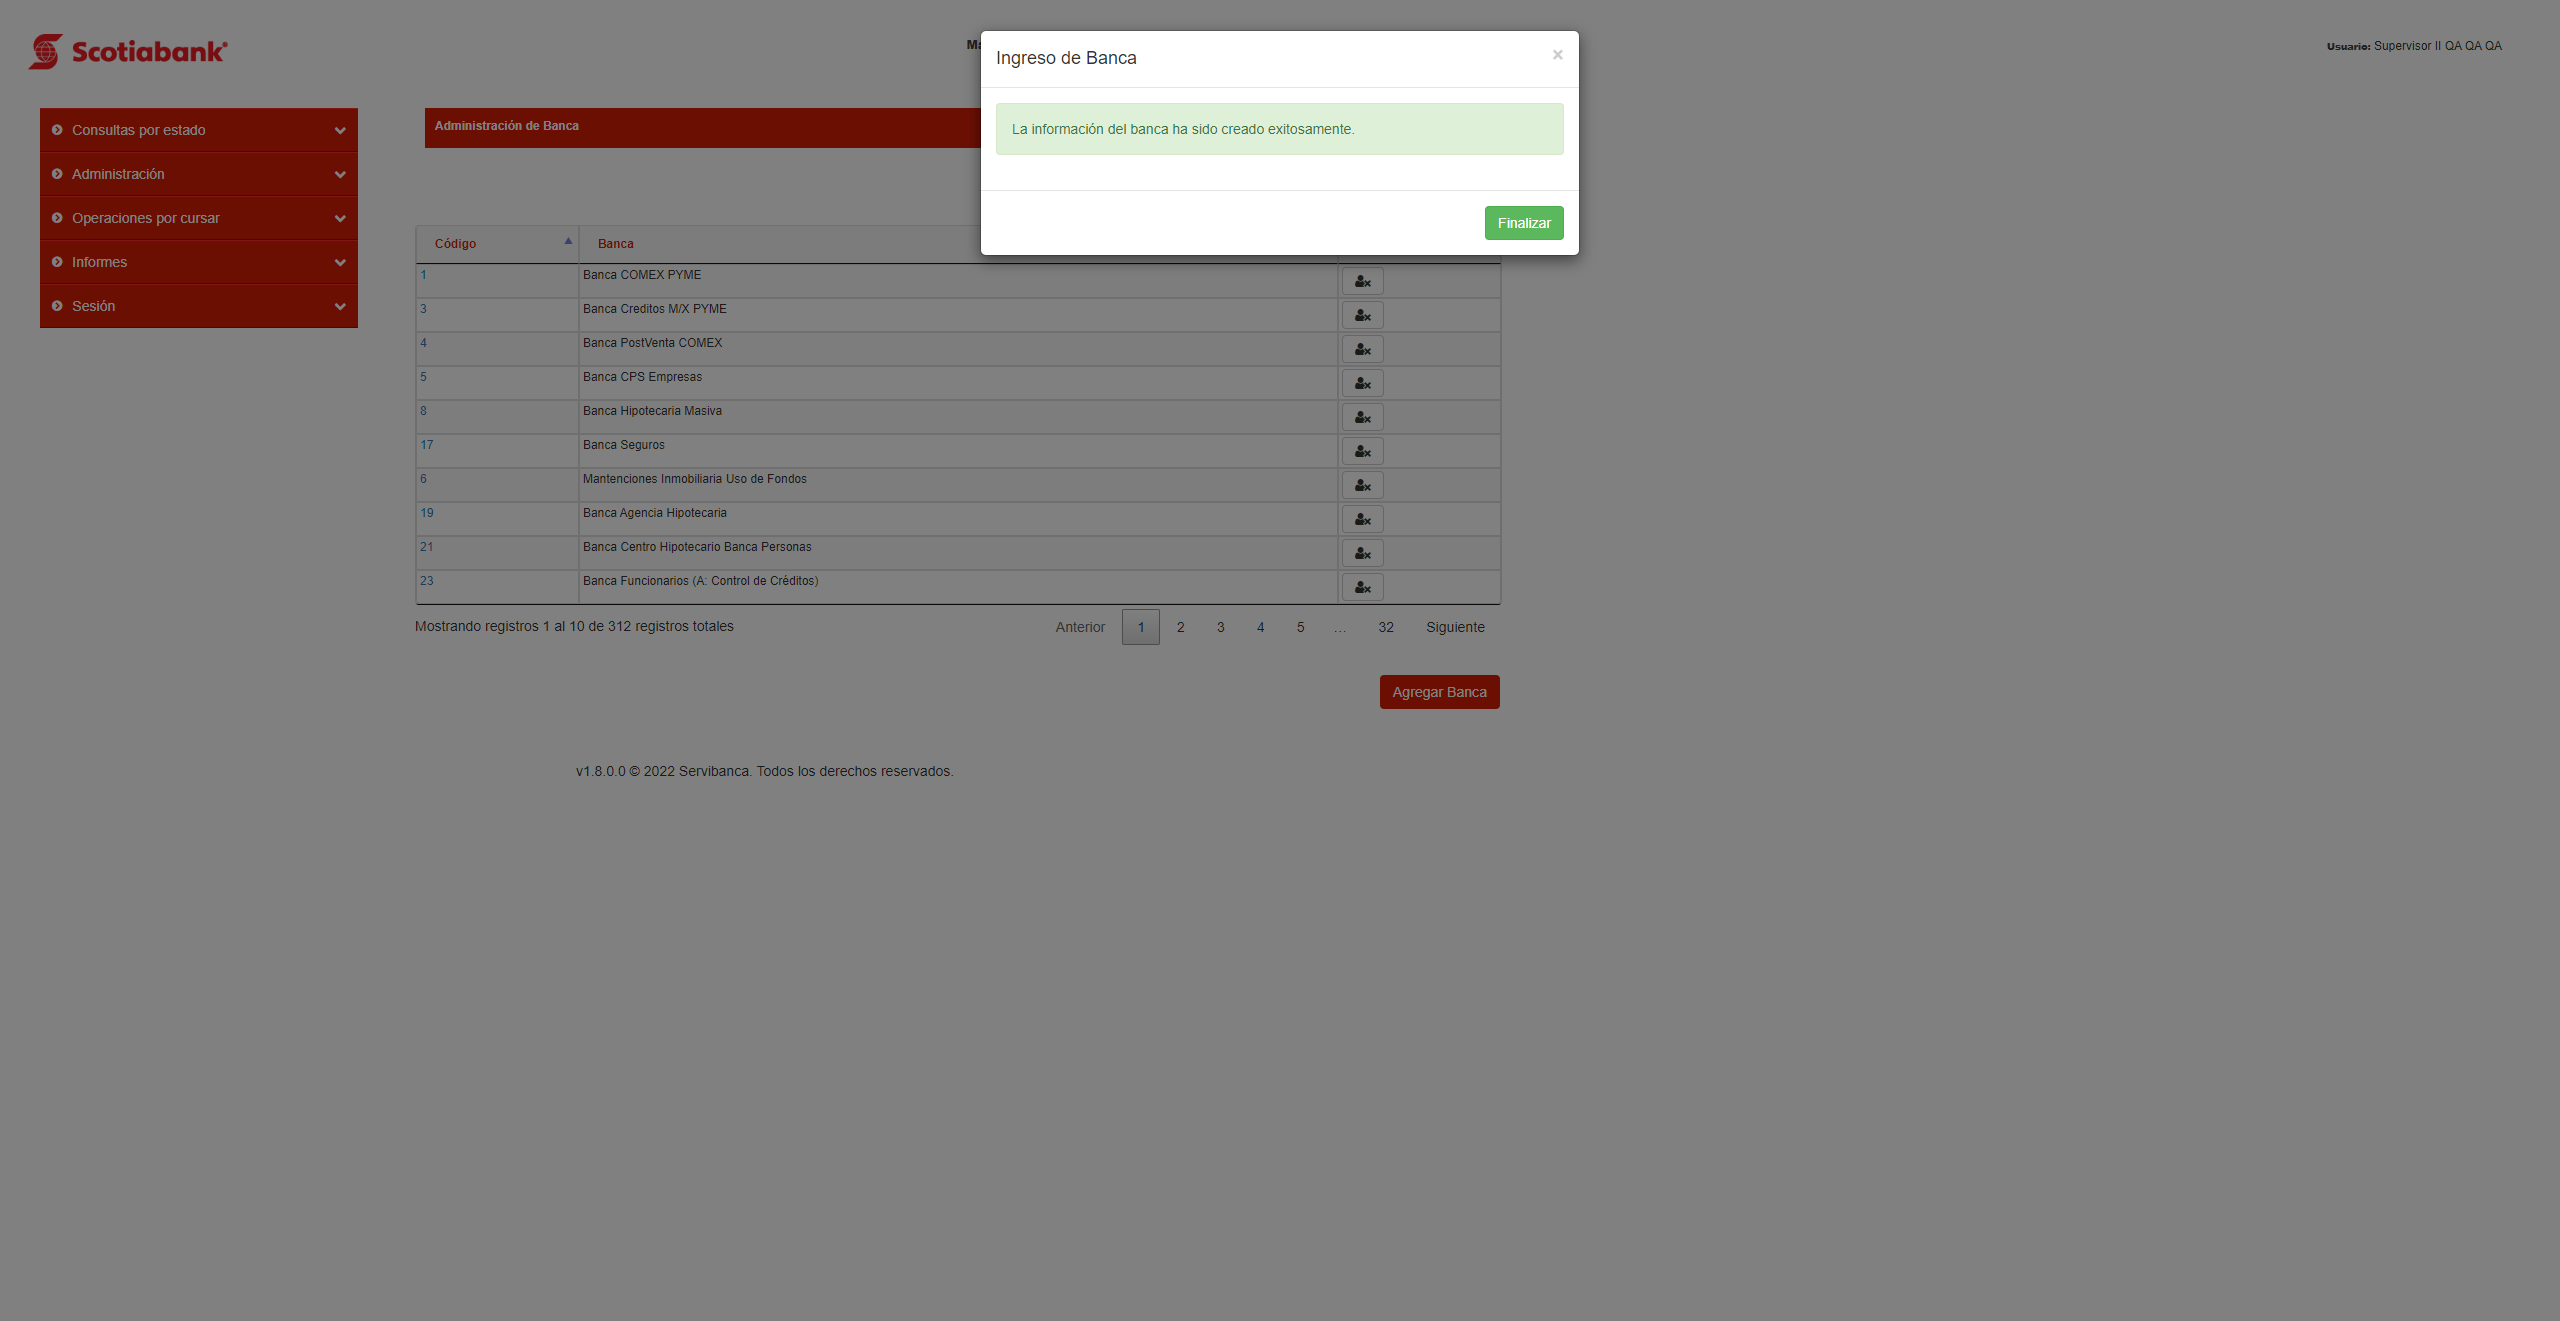 Scotiabank
Usuario: Supervisor II QA QA QA
Ingreso de Banca
×
La información del banca ha sido creado exitosamente.
Finalizar
Consultas por estado
Administración
Operaciones por cursar
Informes
Sesión
Administración de Banca
Código Banca
1 Banca COMEX PYME
3 Banca Creditos M/X PYME
4 Banca PostVenta COMEX
5 Banca CPS Empresas
8 Banca Hipotecaria Masiva
17 Banca Seguros
6 Mantenciones Inmobiliaria Uso de Fondos
19 Banca Agencia Hipotecaria
21 Banca Centro Hipotecario Banca Personas
23 Banca Funcionarios (A: Control de Créditos)
Mostrando registros 1 al 10 de 312 registros totales
Anterior 1 2 3 4 5 … 32 Siguiente
Agregar Banca
v1.8.0.0 © 2022 Servibanca. Todos los derechos reservados.